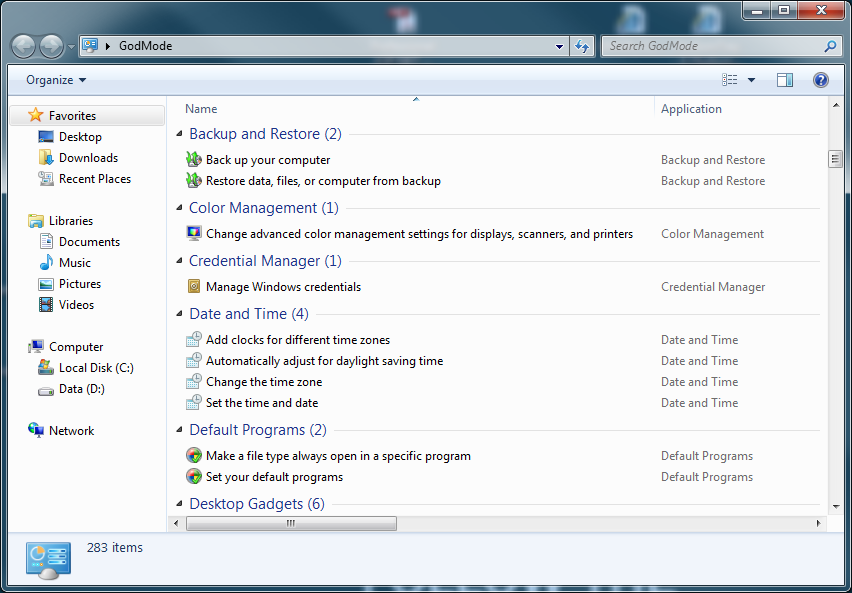 GodMode
Search GodMode
Organize
Favorites
Desktop
Downloads
Recent Places
Libraries
Documents
Music
Pictures
Videos
Computer
Local Disk (C:)
Data (D:)
Network
Name Application
Backup and Restore (2)
Back up your computer Backup and Restore
Restore data, files, or computer from backup Backup and Restore
Color Management (1)
Change advanced color management settings for displays, scanners, and printers Color Management
Credential Manager (1)
Manage Windows credentials Credential Manager
Date and Time (4)
Add clocks for different time zones Date and Time
Automatically adjust for daylight saving time Date and Time
Change the time zone Date and Time
Set the time and date Date and Time
Default Programs (2)
Make a file type always open in a specific program Default Programs
Set your default programs Default Programs
Desktop Gadgets (6)
283 items